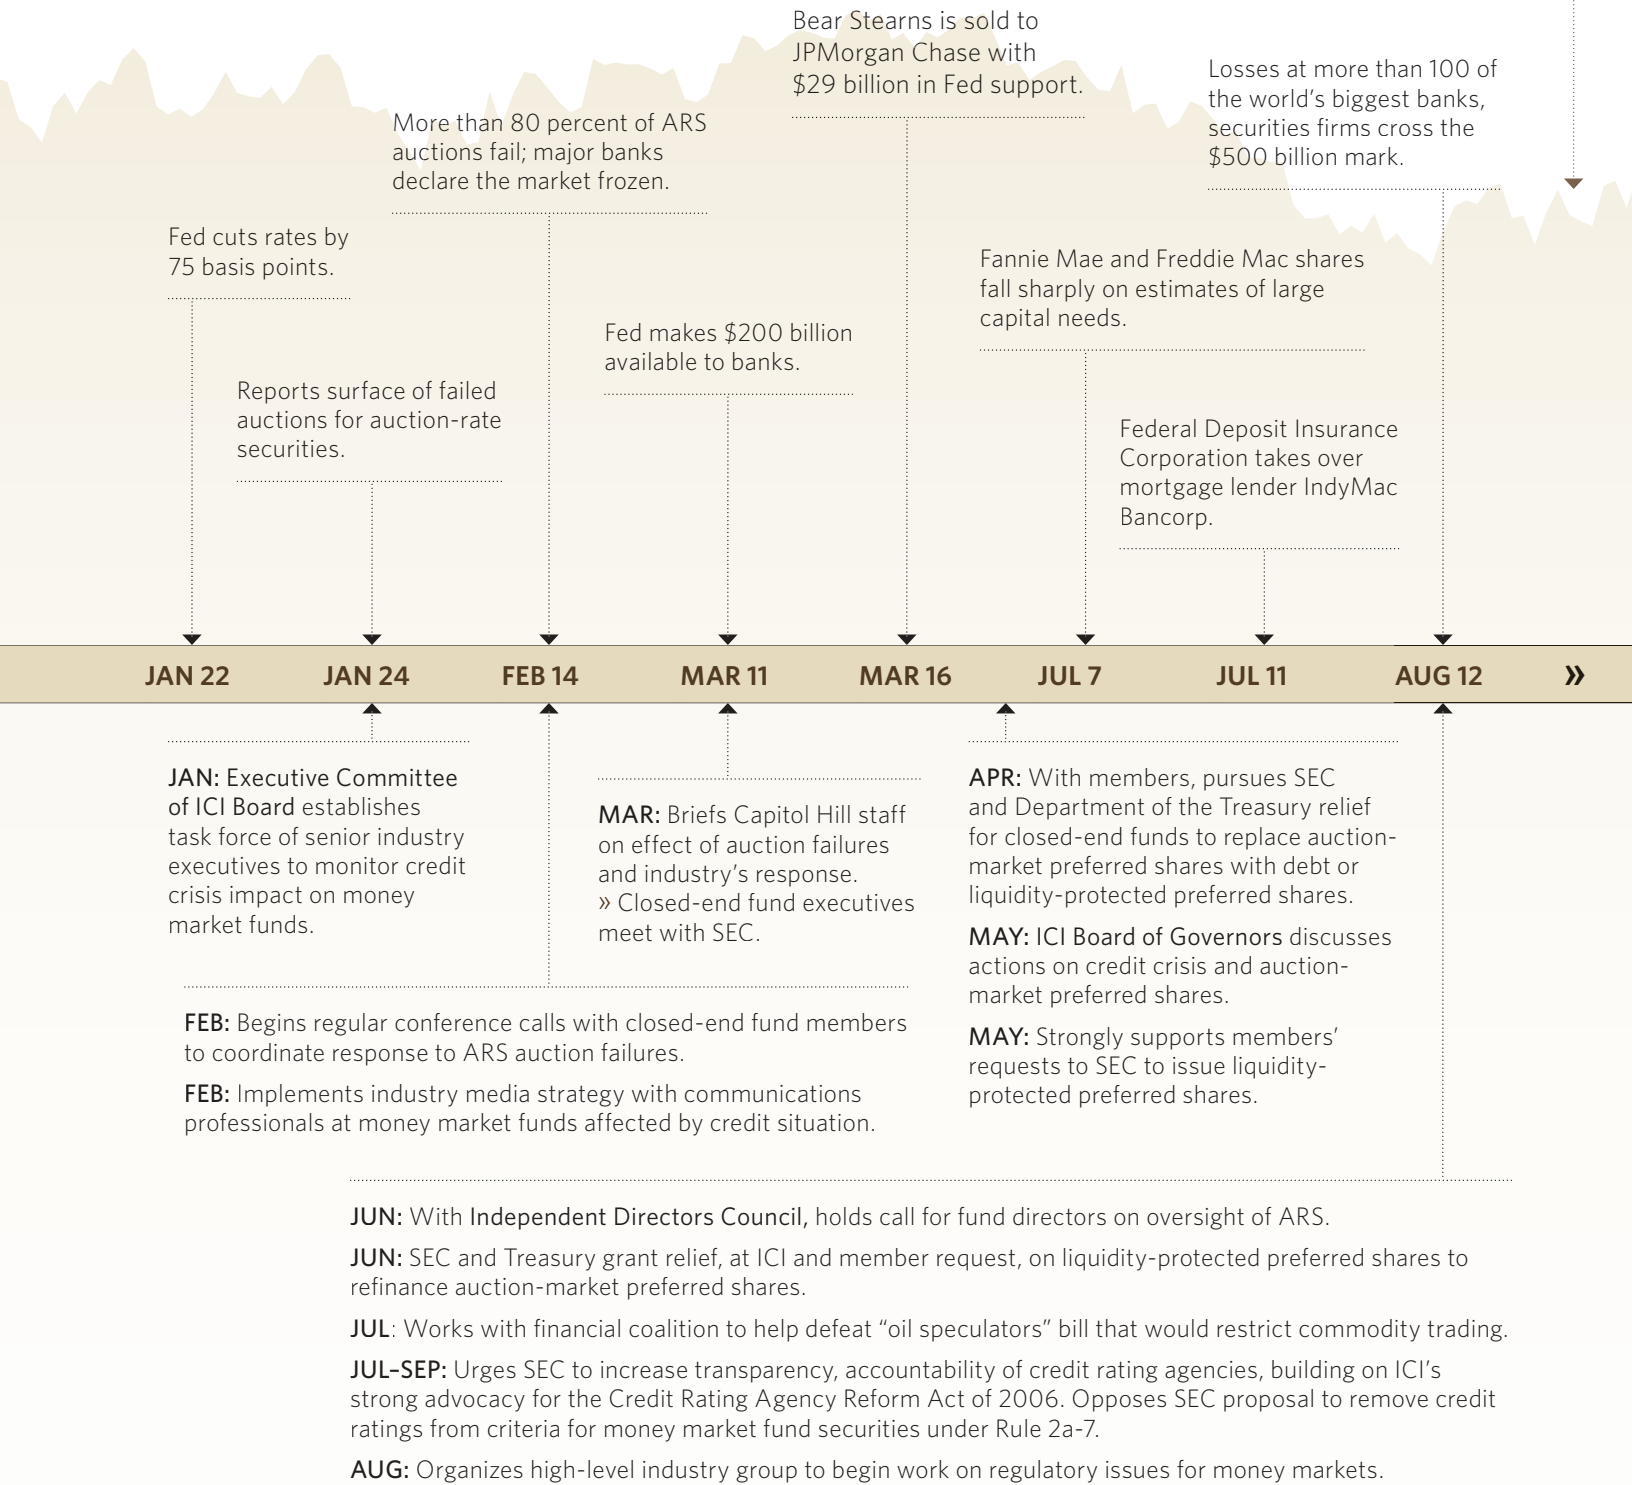 Bear Stearns is sold to
JPMorgan Chase with
$29 billion in Fed support.
Losses at more than 100 of
the world's biggest banks,
securities firms cross the
$500 billion mark.
More than 80 percent of ARS
auctions fail; major banks
declare the market frozen.
Fed cuts rates by
75 basis points.
Fannie Mae and Freddie Mac shares
fall sharply on estimates of large
capital needs.
Fed makes $200 billion
available to banks.
Reports surface of failed
auctions for auction-rate
securities.
Federal Deposit Insurance
Corporation takes over
mortgage lender IndyMac
Bancorp.
JAN 22 JAN 24 FEB 14 MAR 11 MAR 16 JUL 7 JUL 11 AUG 12 »
JAN: Executive Committee
of ICI Board establishes
task force of senior industry
executives to monitor credit
crisis impact on money
market funds.
MAR: Briefs Capitol Hill staff
on effect of auction failures
and industry's response.
» Closed-end fund executives
meet with SEC.
APR: With members, pursues SEC
and Department of the Treasury relief
for closed-end funds to replace auction-
market preferred shares with debt or
liquidity-protected preferred shares.
MAY: ICI Board of Governors discusses
actions on credit crisis and auction-
market preferred shares.
MAY: Strongly supports members'
requests to SEC to issue liquidity-
protected preferred shares.
FEB: Begins regular conference calls with closed-end fund members
to coordinate response to ARS auction failures.
FEB: Implements industry media strategy with communications
professionals at money market funds affected by credit situation.
JUN: With Independent Directors Council, holds call for fund directors on oversight of ARS.
JUN: SEC and Treasury grant relief, at ICI and member request, on liquidity-protected preferred shares to
refinance auction-market preferred shares.
JUL: Works with financial coalition to help defeat “oil speculators” bill that would restrict commodity trading.
JUL–SEP: Urges SEC to increase transparency, accountability of credit rating agencies, building on ICI's
strong advocacy for the Credit Rating Agency Reform Act of 2006. Opposes SEC proposal to remove credit
ratings from criteria for money market fund securities under Rule 2a-7.
AUG: Organizes high-level industry group to begin work on regulatory issues for money markets.